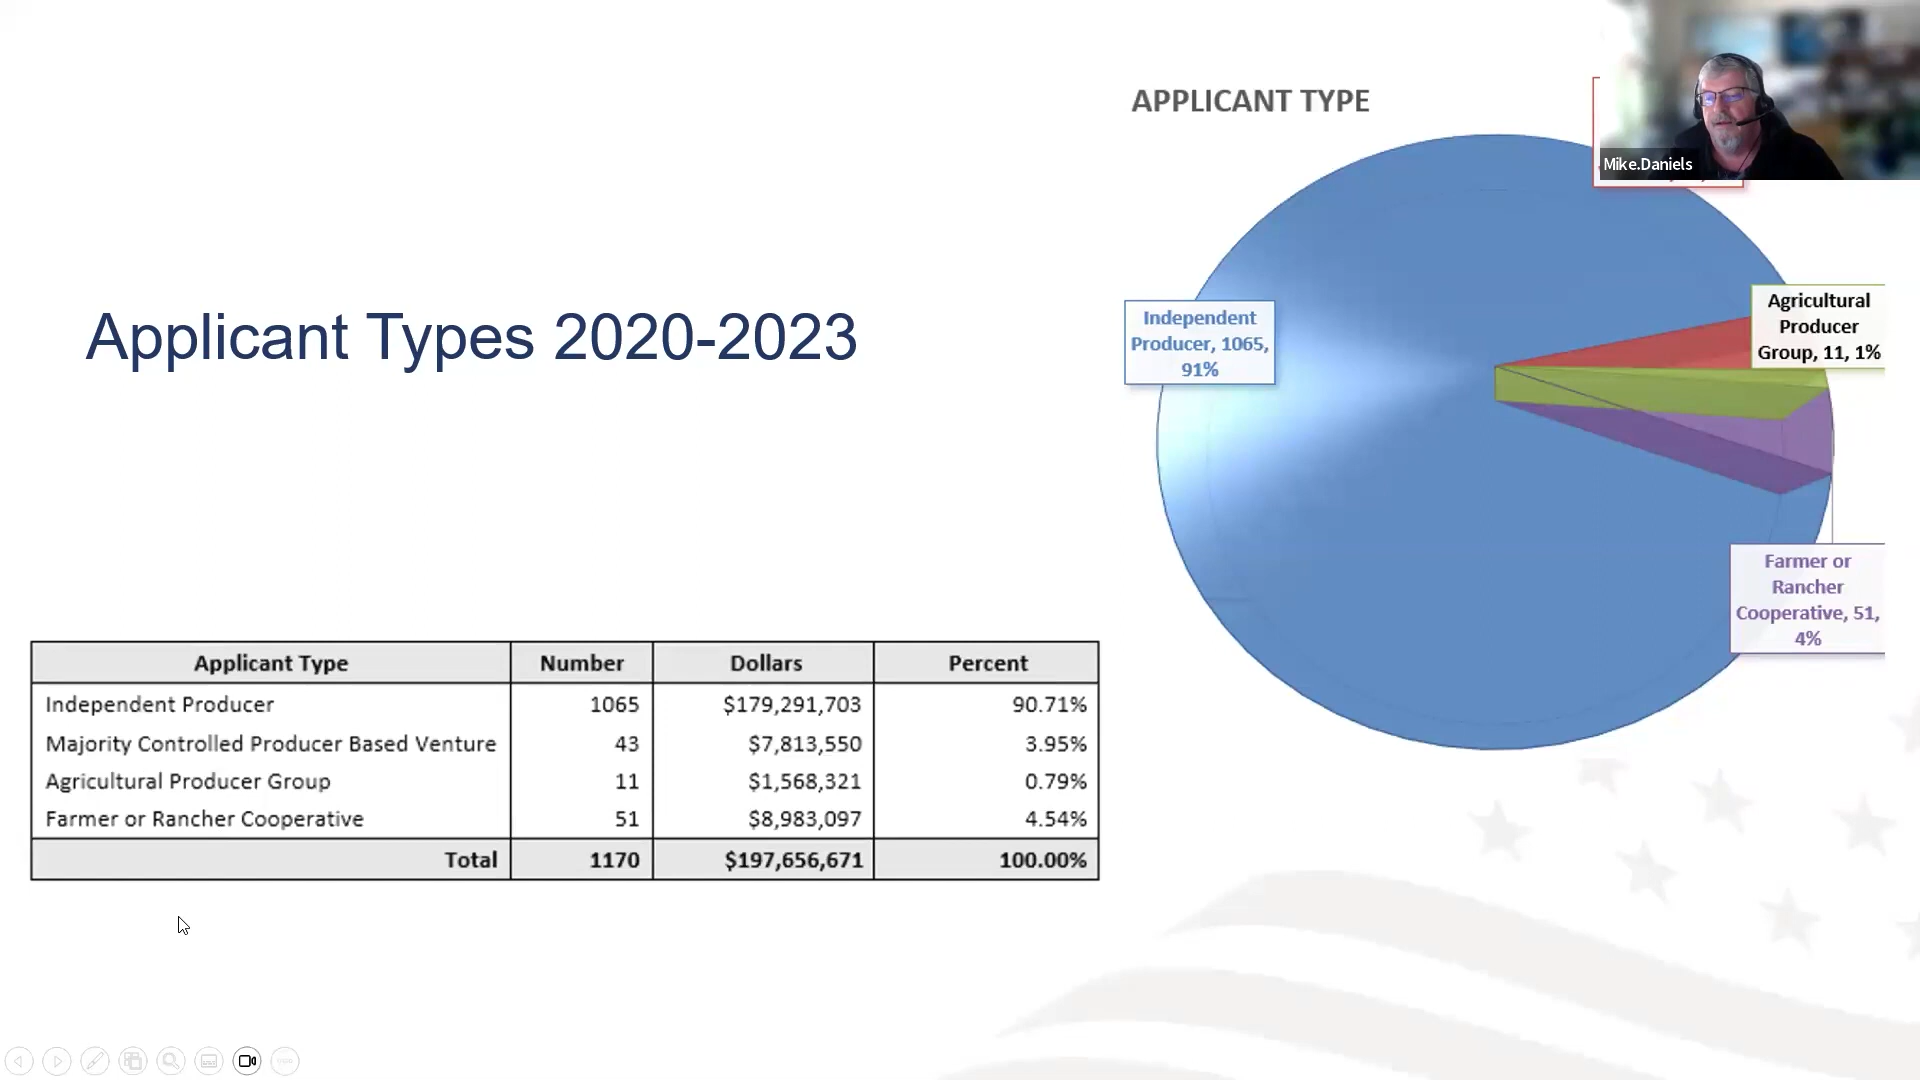 APPLICANT TYPE
Mike.Daniels
Independent
Producer, 1065,
91%
Agricultural
Producer
Group, 11, 1%
Farmer or
Rancher
Cooperative, 51,
4%
Applicant Types 2020-2023
Applicant Type Number Dollars Percent
Independent Producer 1065 $179,291,703 90.71%
Majority Controlled Producer Based Venture 43 $7,813,550 3.95%
Agricultural Producer Group 11 $1,568,321 0.79%
Farmer or Rancher Cooperative 51 $8,983,097 4.54%
Total 1170 $197,656,671 100.00%